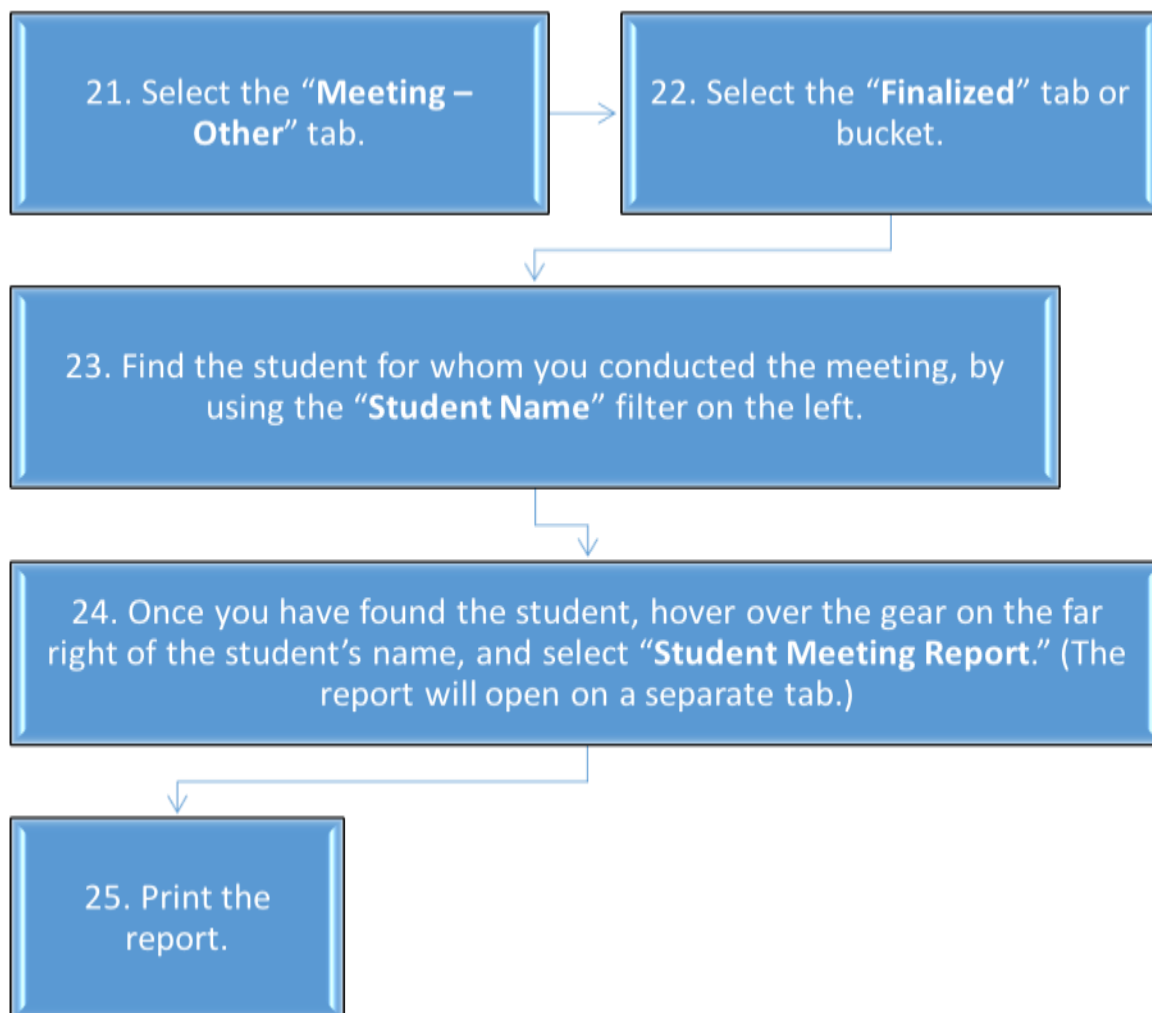 21. Select the “Meeting –
Other” tab.
22. Select the “Finalized” tab or
bucket.
23. Find the student for whom you conducted the meeting, by
using the “Student Name” filter on the left.
24. Once you have found the student, hover over the gear on the far
right of the student’s name, and select “Student Meeting Report.” (The
report will open on a separate tab.)
25. Print the
report.